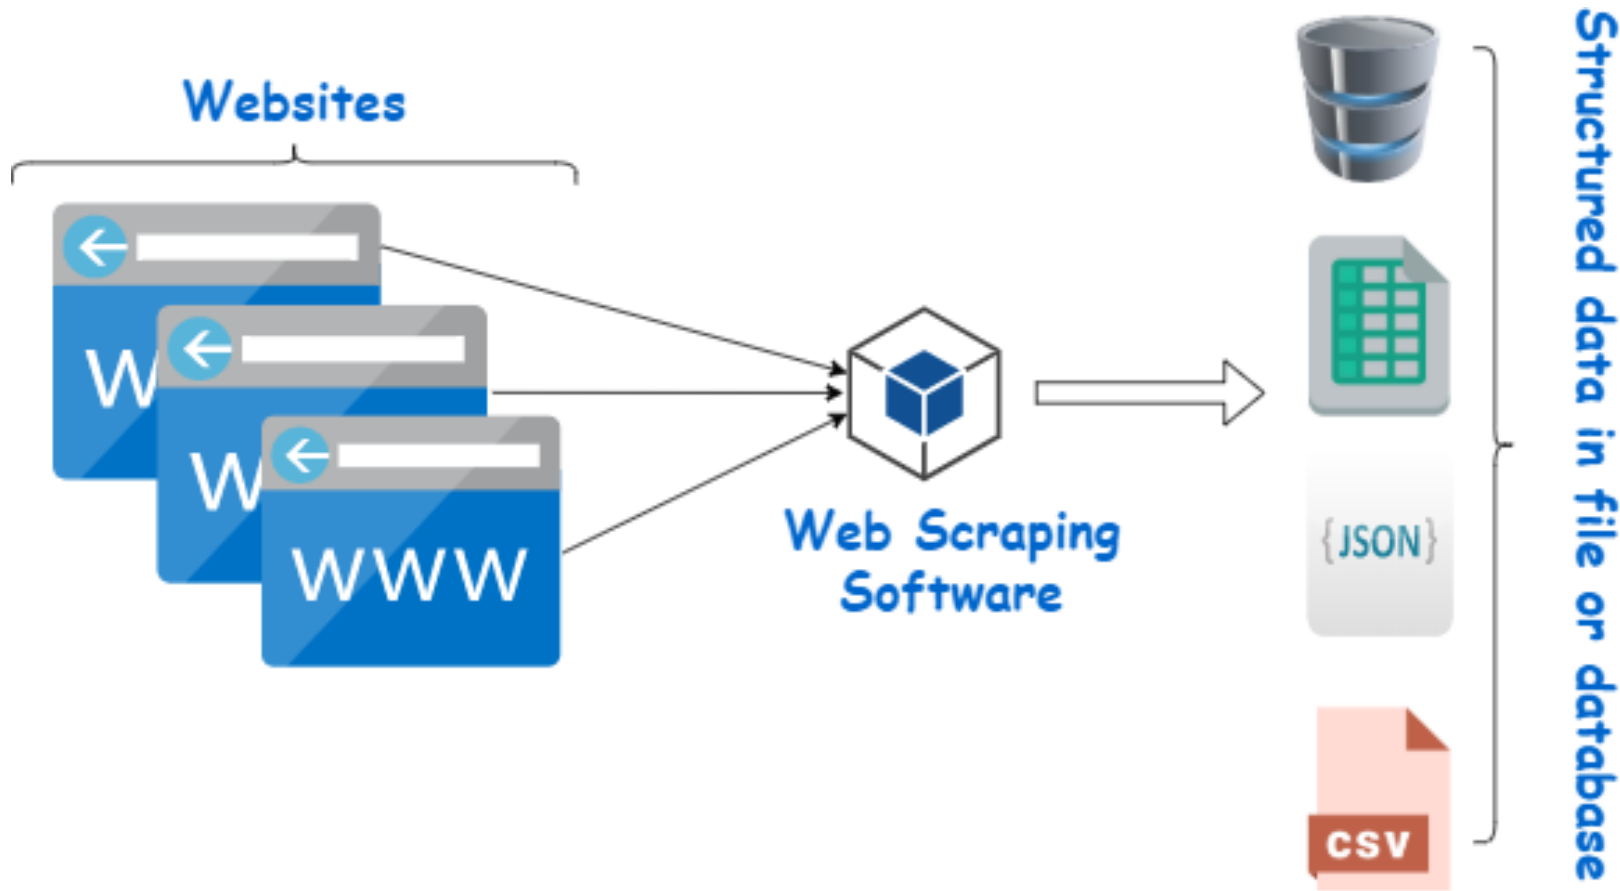 Websites
W
W
WWW
Web Scraping
Software
{JSON}
CSV
Structured data in file or database